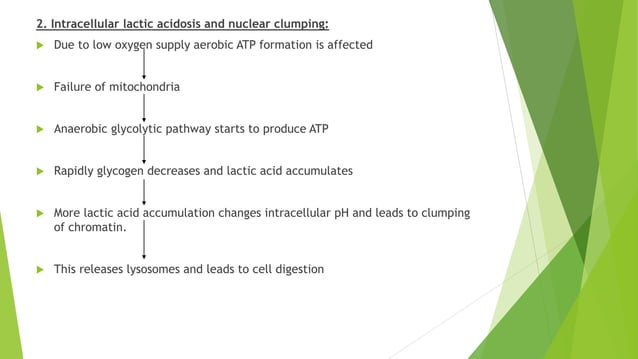 2. Intracellular lactic acidosis and nuclear clumping:
Due to low oxygen supply aerobic ATP formation is affected
Failure of mitochondria
Anaerobic glycolytic pathway starts to produce ATP
Rapidly glycogen decreases and lactic acid accumulates
More lactic acid accumulation changes intracellular pH and leads to clumping
of chromatin.
This releases lysosomes and leads to cell digestion